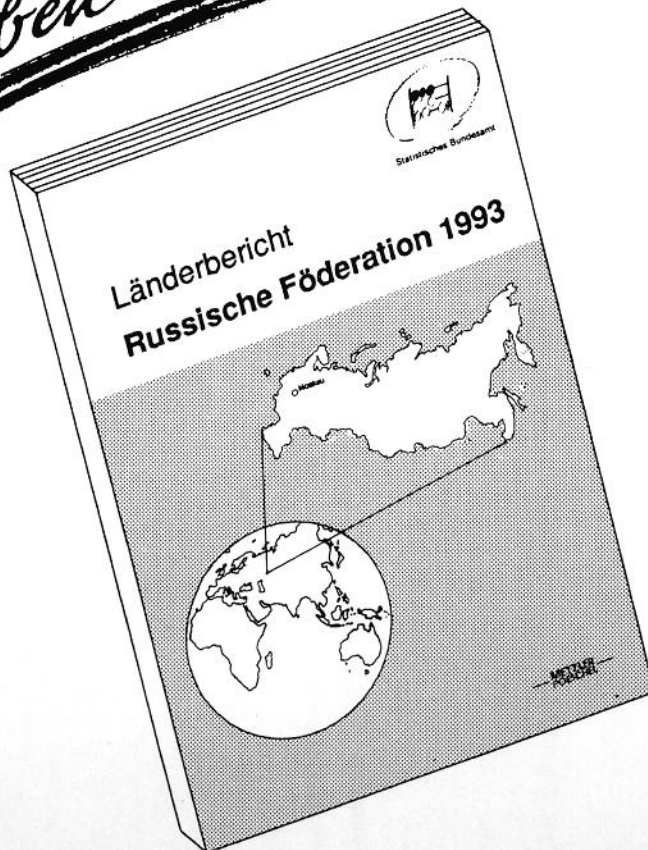 Statistisches Bundesamt
Länderbericht
Russische Föderation 1993
Moskau
METZLER
POESCHEL